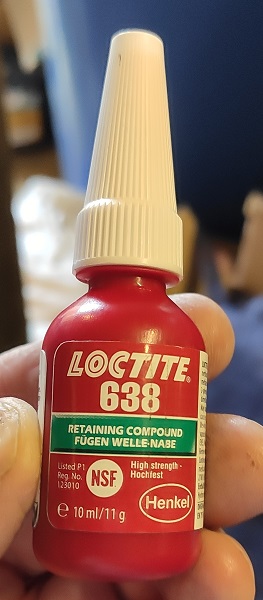 LOCTITE®
638
RETAINING COMPOUND
FÜGEN WELLE-NABE
Listed P1
Reg. No.
123010
NSF
High strength -
Hochfest
Henkel
℮ 10 ml/11 g